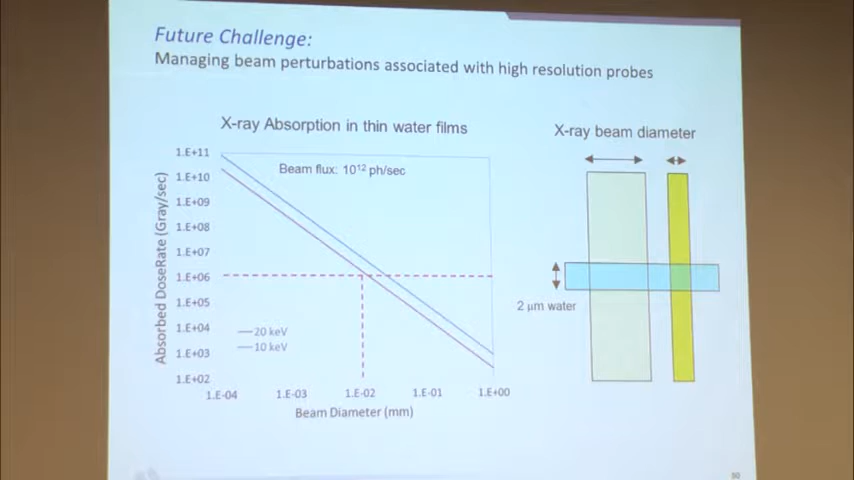 Future Challenge:
Managing beam perturbations associated with high resolution probes
X-ray Absorption in thin water films
X-ray beam diameter
Beam flux: 10¹² ph/sec
Absorbed DoseRate (Gray/sec)
1.E+11
1.E+10
1.E+09
1.E+08
1.E+07
1.E+06
1.E+05
1.E+04
1.E+03
1.E+02
20 keV
10 keV
1.E-04
1.E-03
1.E-02
1.E-01
1.E+00
Beam Diameter (mm)
2 µm water